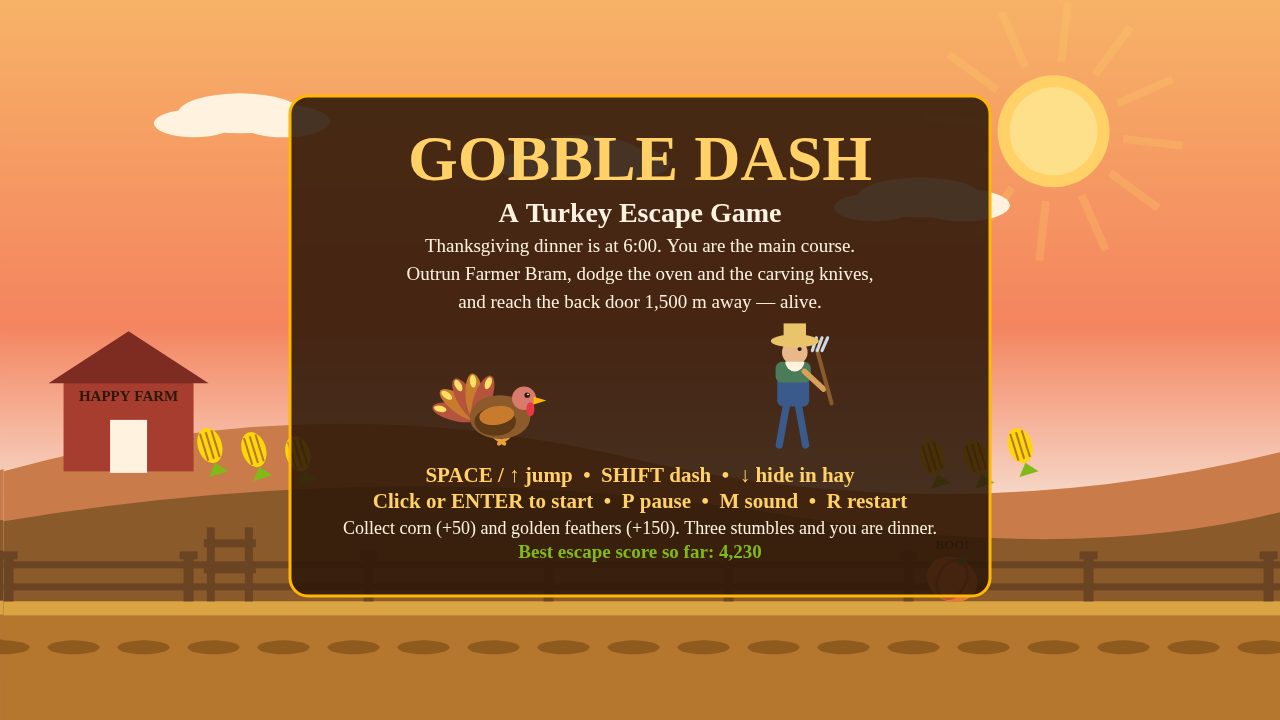 GOBBLE DASH
A Turkey Escape Game
Thanksgiving dinner is at 6:00. You are the main course.
Outrun Farmer Bram, dodge the oven and the carving knives,
and reach the back door 1,500 m away — alive.
HAPPY FARM
SPACE / ↑ jump • SHIFT dash • ↓ hide in hay
Click or ENTER to start • P pause • M sound • R restart
Collect corn (+50) and golden feathers (+150). Three stumbles and you are dinner.
BOO!
Best escape score so far: 4,230